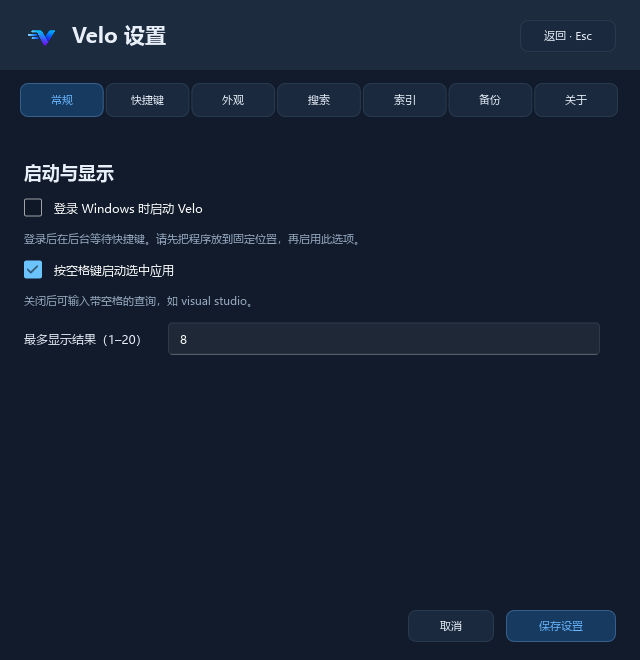 Velo 设置
返回 · Esc
常规
快捷键
外观
搜索
索引
备份
关于
启动与显示
登录 Windows 时启动 Velo
登录后在后台等待快捷键。请先把程序放到固定位置，再启用此选项。
按空格键启动选中应用
关闭后可输入带空格的查询，如 visual studio。
最多显示结果（1–20）
8
取消
保存设置